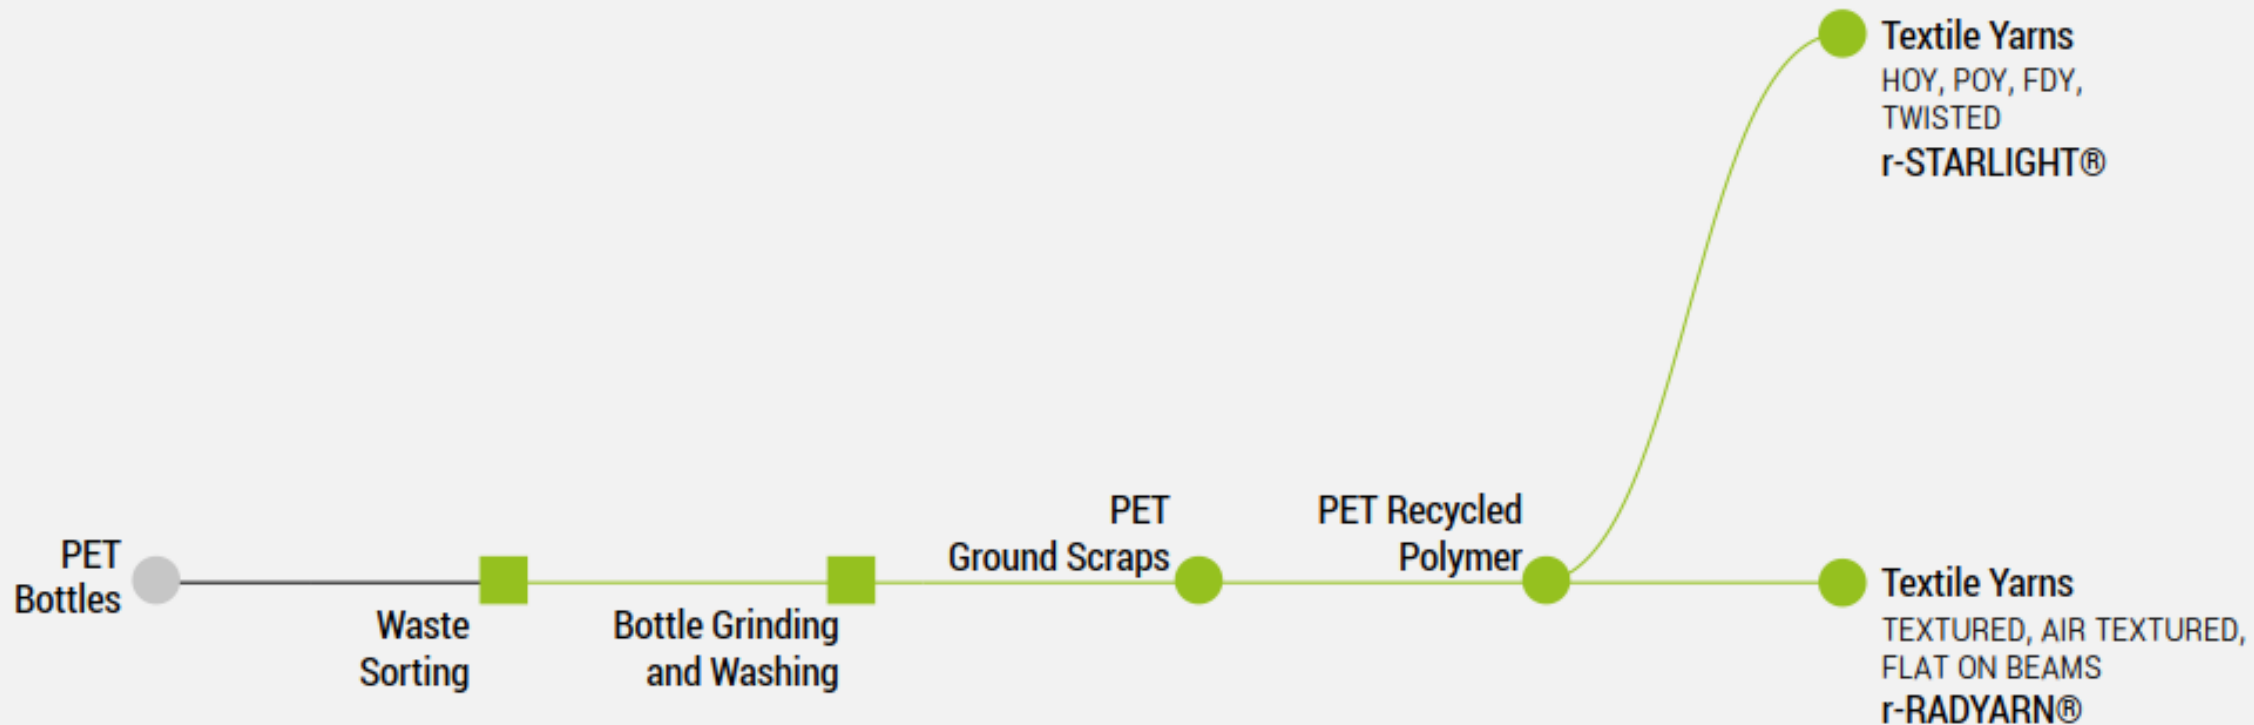 PET
Bottles
Waste
Sorting
Bottle Grinding
and Washing
PET
Ground Scraps
PET Recycled
Polymer
Textile Yarns
HOY, POY, FDY,
TWISTED
r-STARLIGHT®
Textile Yarns
TEXTURED, AIR TEXTURED,
FLAT ON BEAMS
r-RADYARN®